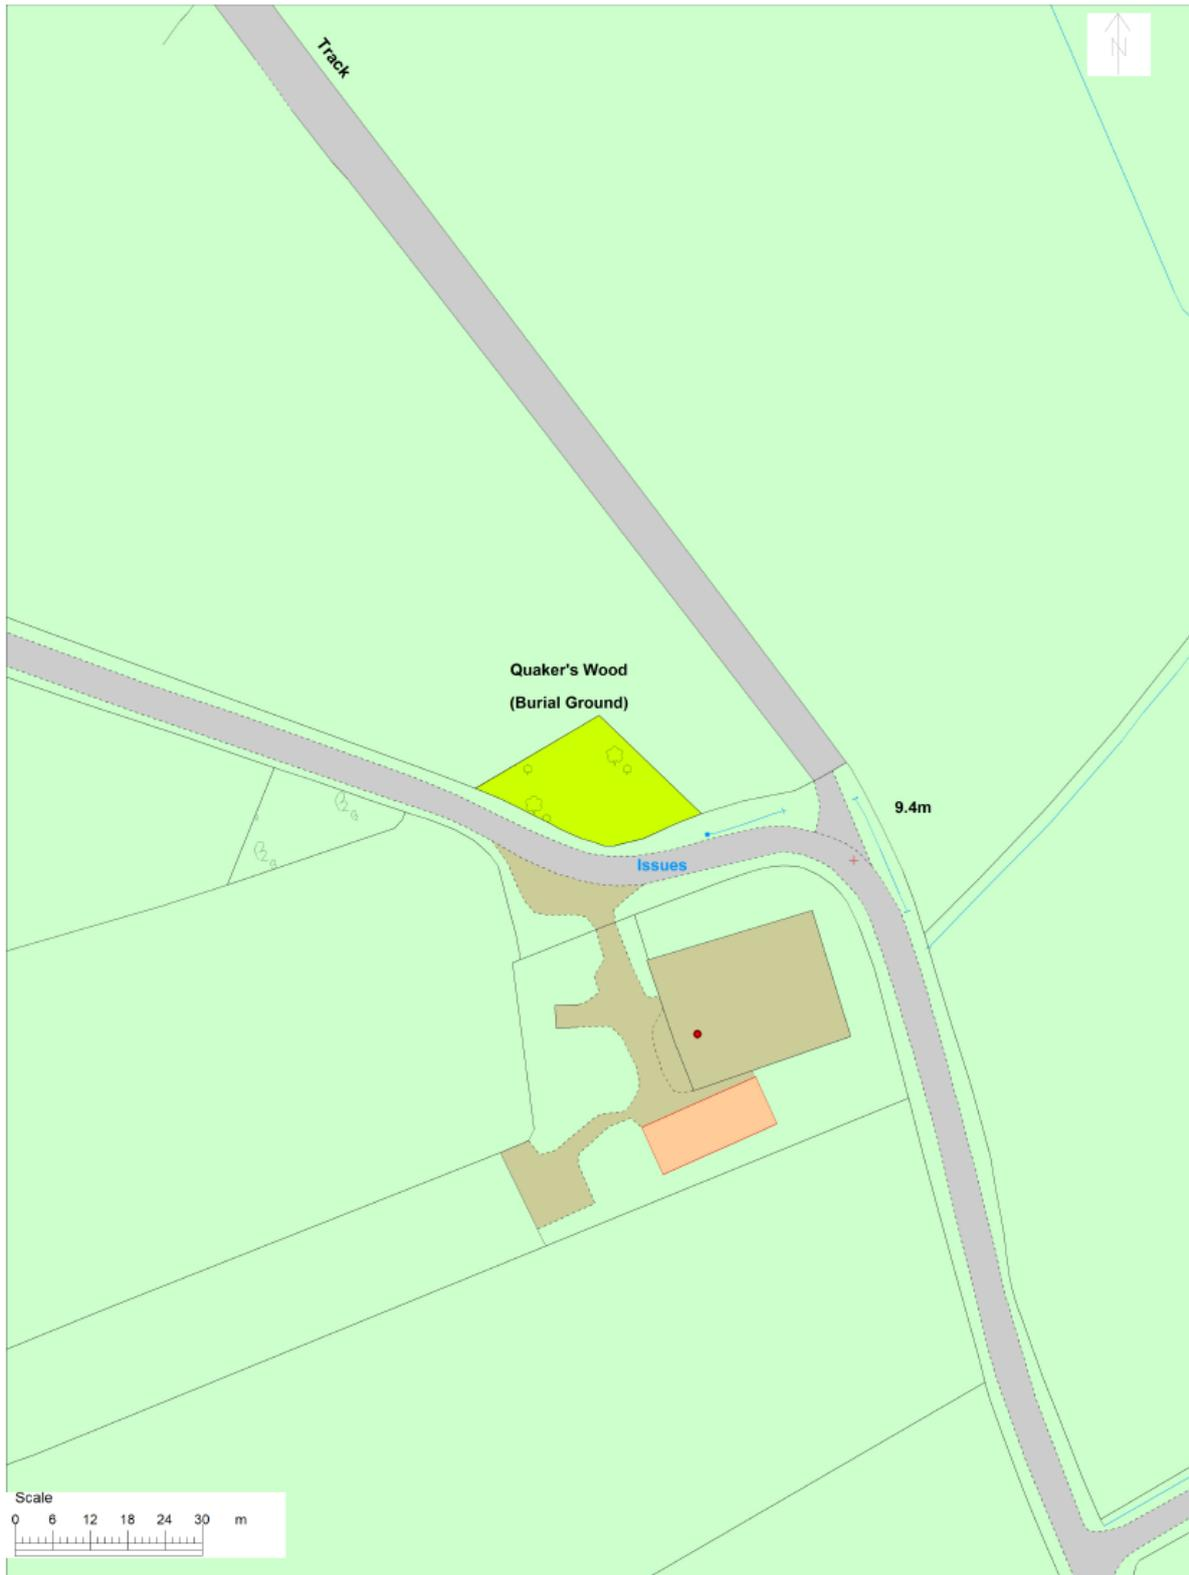 Track
N
Quaker's Wood
(Burial Ground)
9.4m
Issues
Scale
0 6 12 18 24 30 m